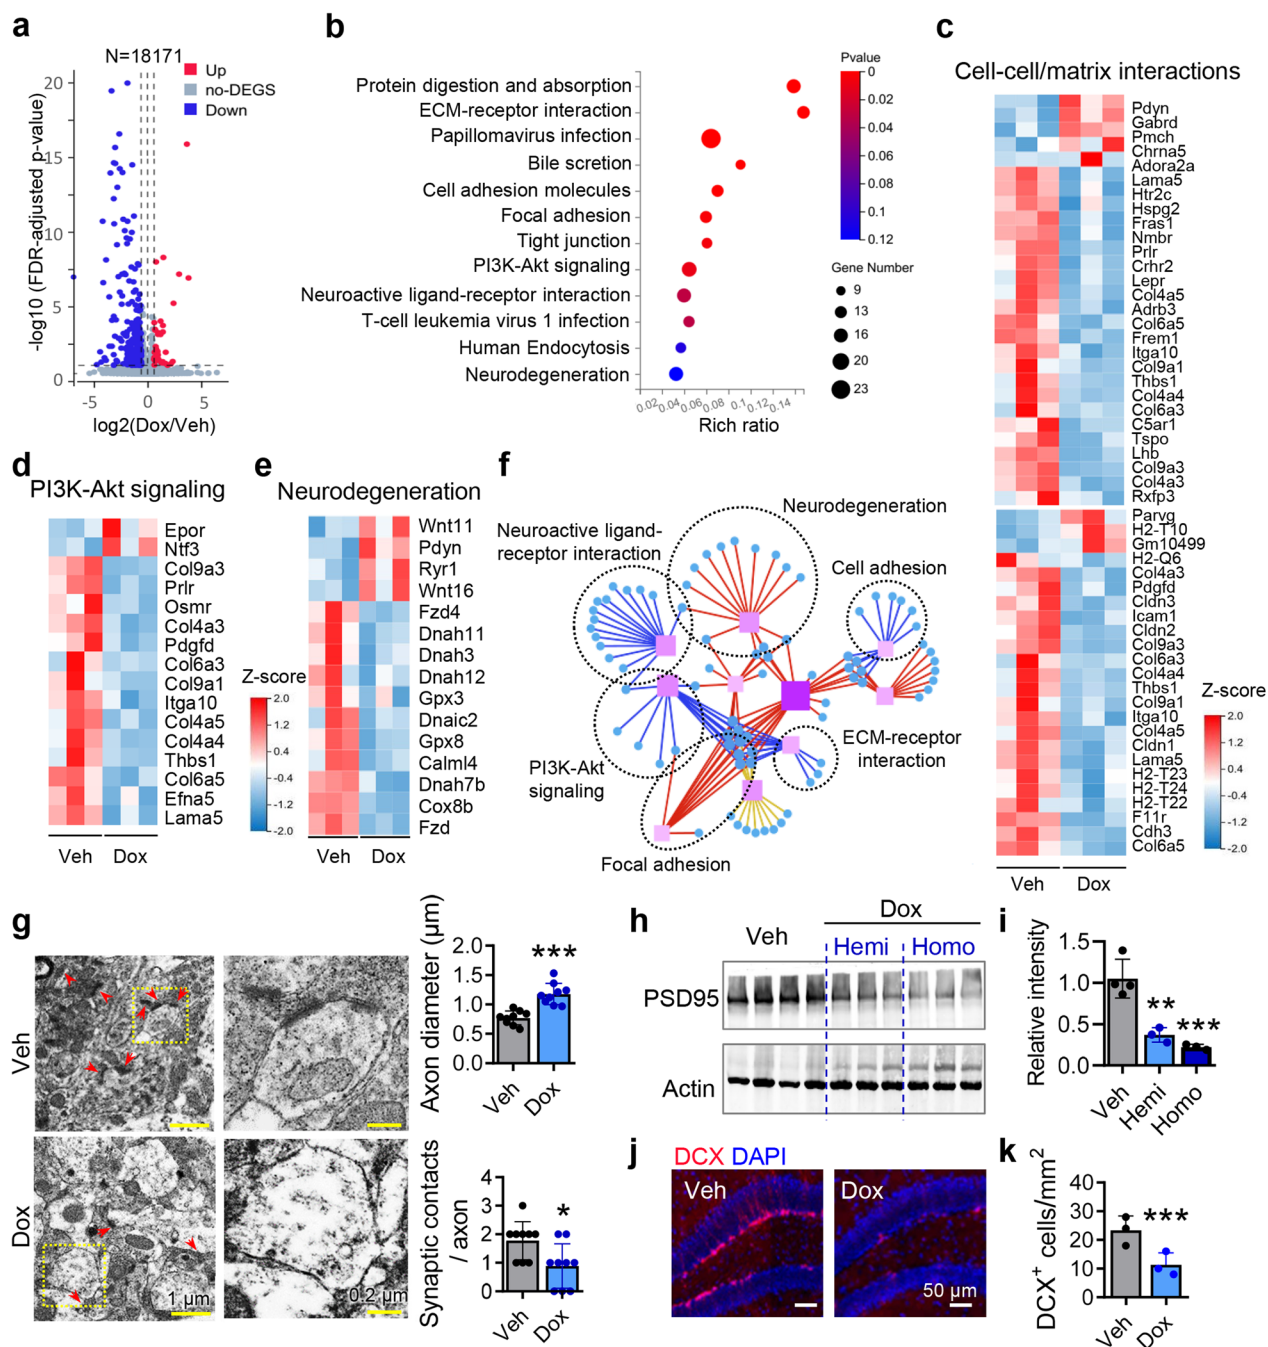 a
N=18171
Up
no-DEGS
Down
-log10 (FDR-adjusted p-value)
20
15
10
5
0
-5
0
5
log2(Dox/Veh)
b
Protein digestion and absorption
ECM-receptor interaction
Papillomavirus infection
Bile scretion
Cell adhesion molecules
Focal adhesion
Tight junction
PI3K-Akt signaling
Neuroactive ligand-receptor interaction
T-cell leukemia virus 1 infection
Human Endocytosis
Neurodegeneration
0.02
0.04
0.06
0.08
0.1
0.12
0.14
Rich ratio
Pvalue
0
0.02
0.04
0.06
0.08
0.1
0.12
Gene Number
9
13
16
20
23
c
Cell-cell/matrix interactions
Pdyn
Gabrd
Pmch
Chrna5
Adora2a
Lama5
Htr2c
Hspg2
Fras1
Nmbr
Prlr
Crhr2
Lepr
Col4a5
Adrb3
Col6a5
Frem1
Itga10
Col9a1
Thbs1
Col4a4
Col6a3
C5ar1
Tspo
Lhb
Col9a3
Col4a3
Rxfp3
Parvg
H2-T10
Gm10499
H2-Q6
Col4a3
Pdgfd
Cldn3
Icam1
Cldn2
Col9a3
Col6a3
Col4a4
Thbs1
Col9a1
Itga10
Col4a5
Cldn1
Lama5
H2-T23
H2-T24
H2-T22
F11r
Cdh3
Col6a5
Veh
Dox
Z-score
2.0
1.2
0.4
-0.4
-1.2
-2.0
d
PI3K-Akt signaling
Epor
Ntf3
Col9a3
Prlr
Osmr
Col4a3
Pdgfd
Col6a3
Col9a1
Itga10
Col4a5
Col4a4
Thbs1
Col6a5
Efna5
Lama5
Veh
Dox
Z-score
2.0
1.2
0.4
-0.4
-1.2
-2.0
e
Neurodegeneration
Wnt11
Pdyn
Ryr1
Wnt16
Fzd4
Dnah11
Dnah3
Dnah12
Gpx3
Dnaic2
Gpx8
Calml4
Dnah7b
Cox8b
Fzd
Veh
Dox
f
Neurodegeneration
Neuroactive ligand-
receptor interaction
Cell adhesion
PI3K-Akt
signaling
ECM-receptor
interaction
Focal adhesion
g
Veh
Dox
1 µm
0.2 µm
Axon diameter (µm)
2.0
1.5
1.0
0.5
0.0
***
Veh
Dox
Synaptic contacts
/ axon
4
3
2
1
0
*
Veh
Dox
h
Dox
Veh
Hemi
Homo
PSD95
Actin
i
Relative intensity
1.5
1.0
0.5
0.0
**
***
Veh
Hemi
Homo
j
DCX DAPI
Veh
Dox
50 µm
k
DCX+ cells/mm2
40
30
20
10
0
***
Veh
Dox